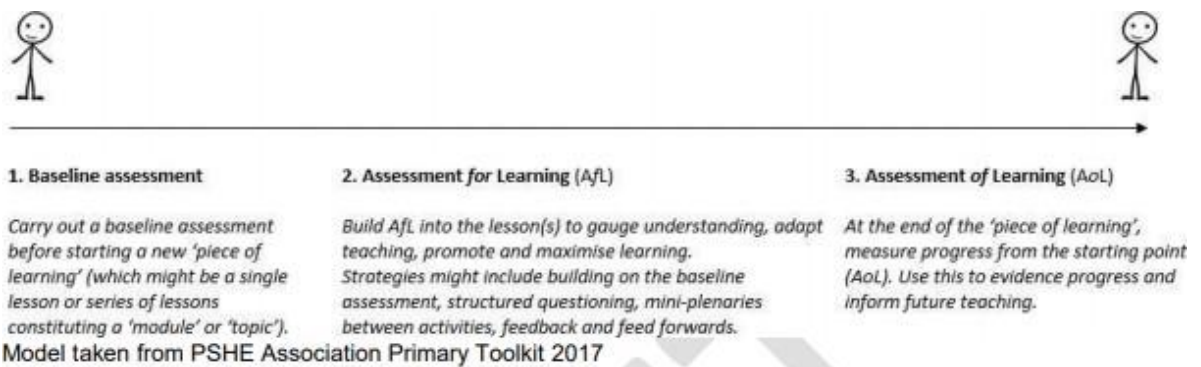 1. Baseline assessment
Carry out a baseline assessment
before starting a new ‘piece of
learning’ (which might be a single
lesson or series of lessons
constituting a ‘module’ or ‘topic’).
2. Assessment for Learning (AfL)
Build AfL into the lesson(s) to gauge understanding, adapt
teaching, promote and maximise learning.
Strategies might include building on the baseline
assessment, structured questioning, mini-plenaries
between activities, feedback and feed forwards.
3. Assessment of Learning (AoL)
At the end of the ‘piece of learning’,
measure progress from the starting point
(AoL). Use this to evidence progress and
inform future teaching.
Model taken from PSHE Association Primary Toolkit 2017